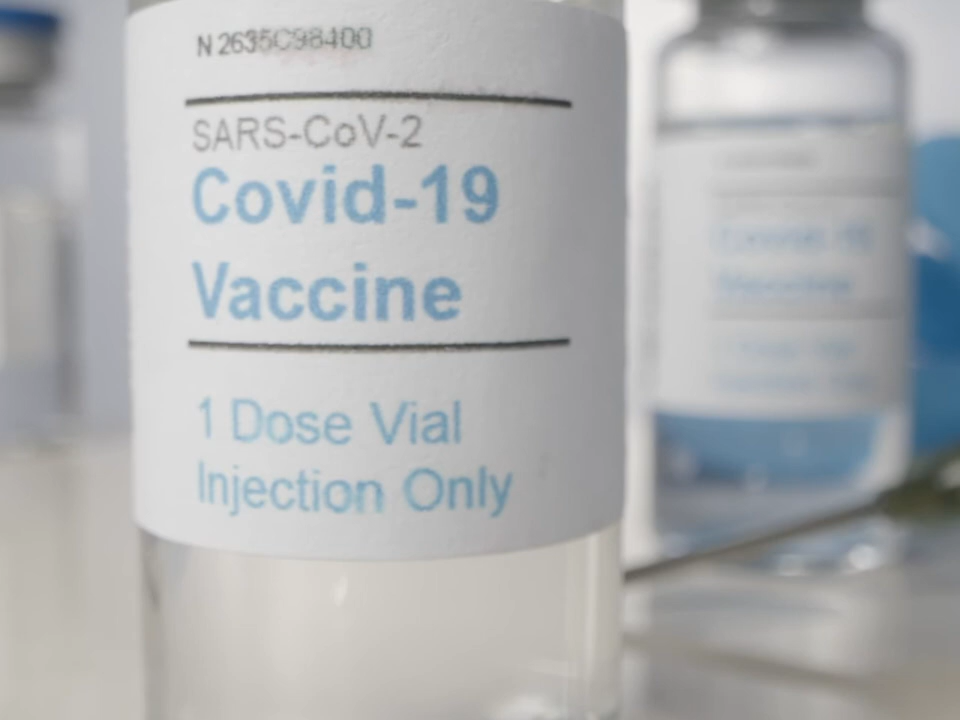 N 2635C98400
SARS-CoV-2
Covid-19
Vaccine
1 Dose Vial
Injection Only